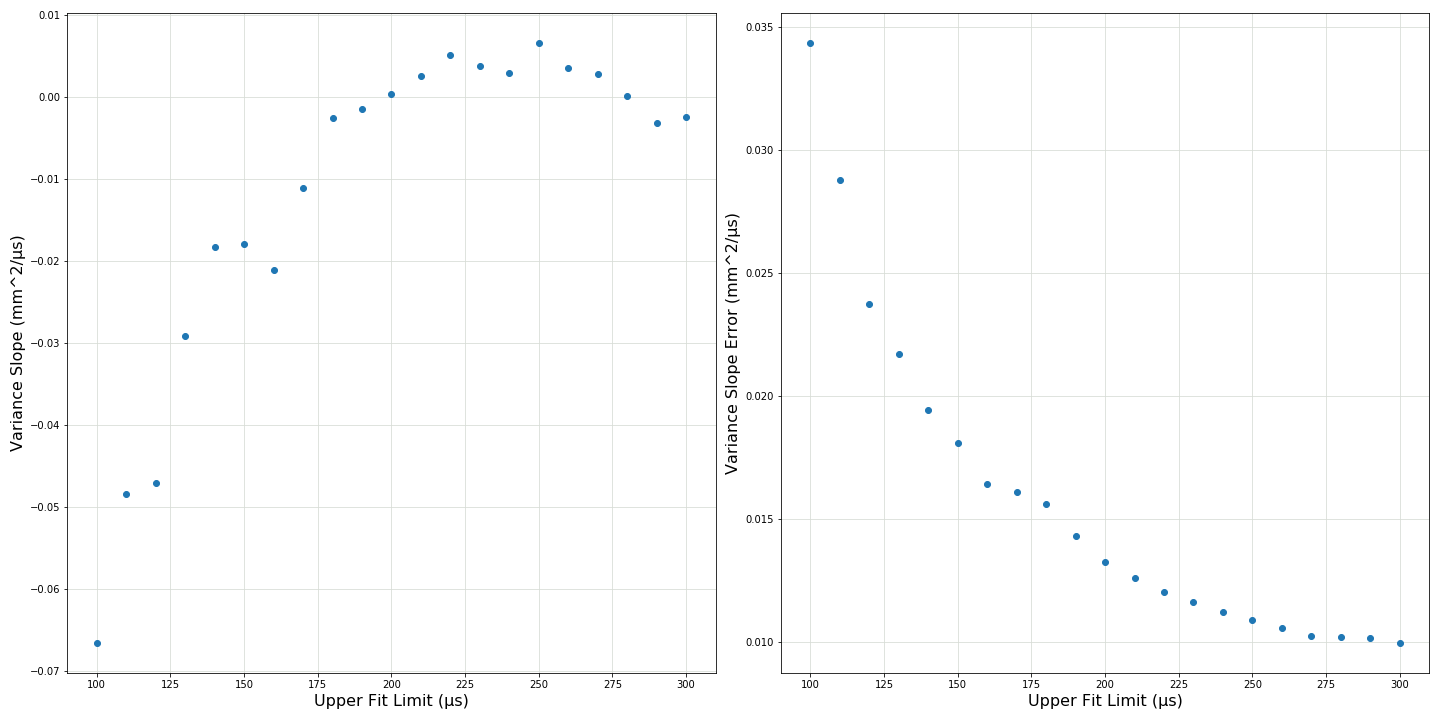 0.01
0.00
−0.01
−0.02
−0.03
−0.04
−0.05
−0.06
−0.07
Variance Slope (mm^2/µs)
100 125 150 175 200 225 250 275 300
Upper Fit Limit (µs)
0.035
0.030
0.025
0.020
0.015
0.010
Variance Slope Error (mm^2/µs)
100 125 150 175 200 225 250 275 300
Upper Fit Limit (µs)